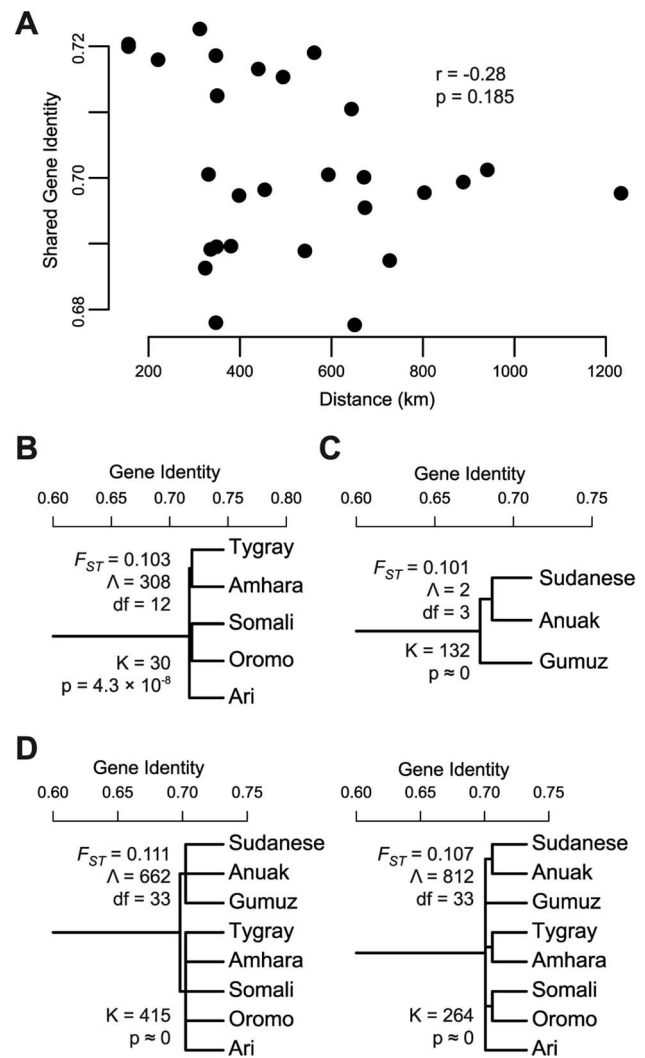 A
0.72
0.70
0.68
Shared Gene Identity
r = -0.28
p = 0.185
200 400 600 800 1000 1200
Distance (km)
B
Gene Identity
0.60 0.65 0.70 0.75 0.80
FST = 0.103
Λ = 308
df = 12
K = 30
p = 4.3 × 10-8
Tygray
Amhara
Somali
Oromo
Ari
C
Gene Identity
0.60 0.65 0.70 0.75
FST = 0.101
Λ = 2
df = 3
K = 132
p ≈ 0
Sudanese
Anuak
Gumuz
D
Gene Identity
0.60 0.65 0.70 0.75
FST = 0.111
Λ = 662
df = 33
K = 415
p ≈ 0
Sudanese
Anuak
Gumuz
Tygray
Amhara
Somali
Oromo
Ari
Gene Identity
0.60 0.65 0.70 0.75
FST = 0.107
Λ = 812
df = 33
K = 264
p ≈ 0
Sudanese
Anuak
Gumuz
Tygray
Amhara
Somali
Oromo
Ari